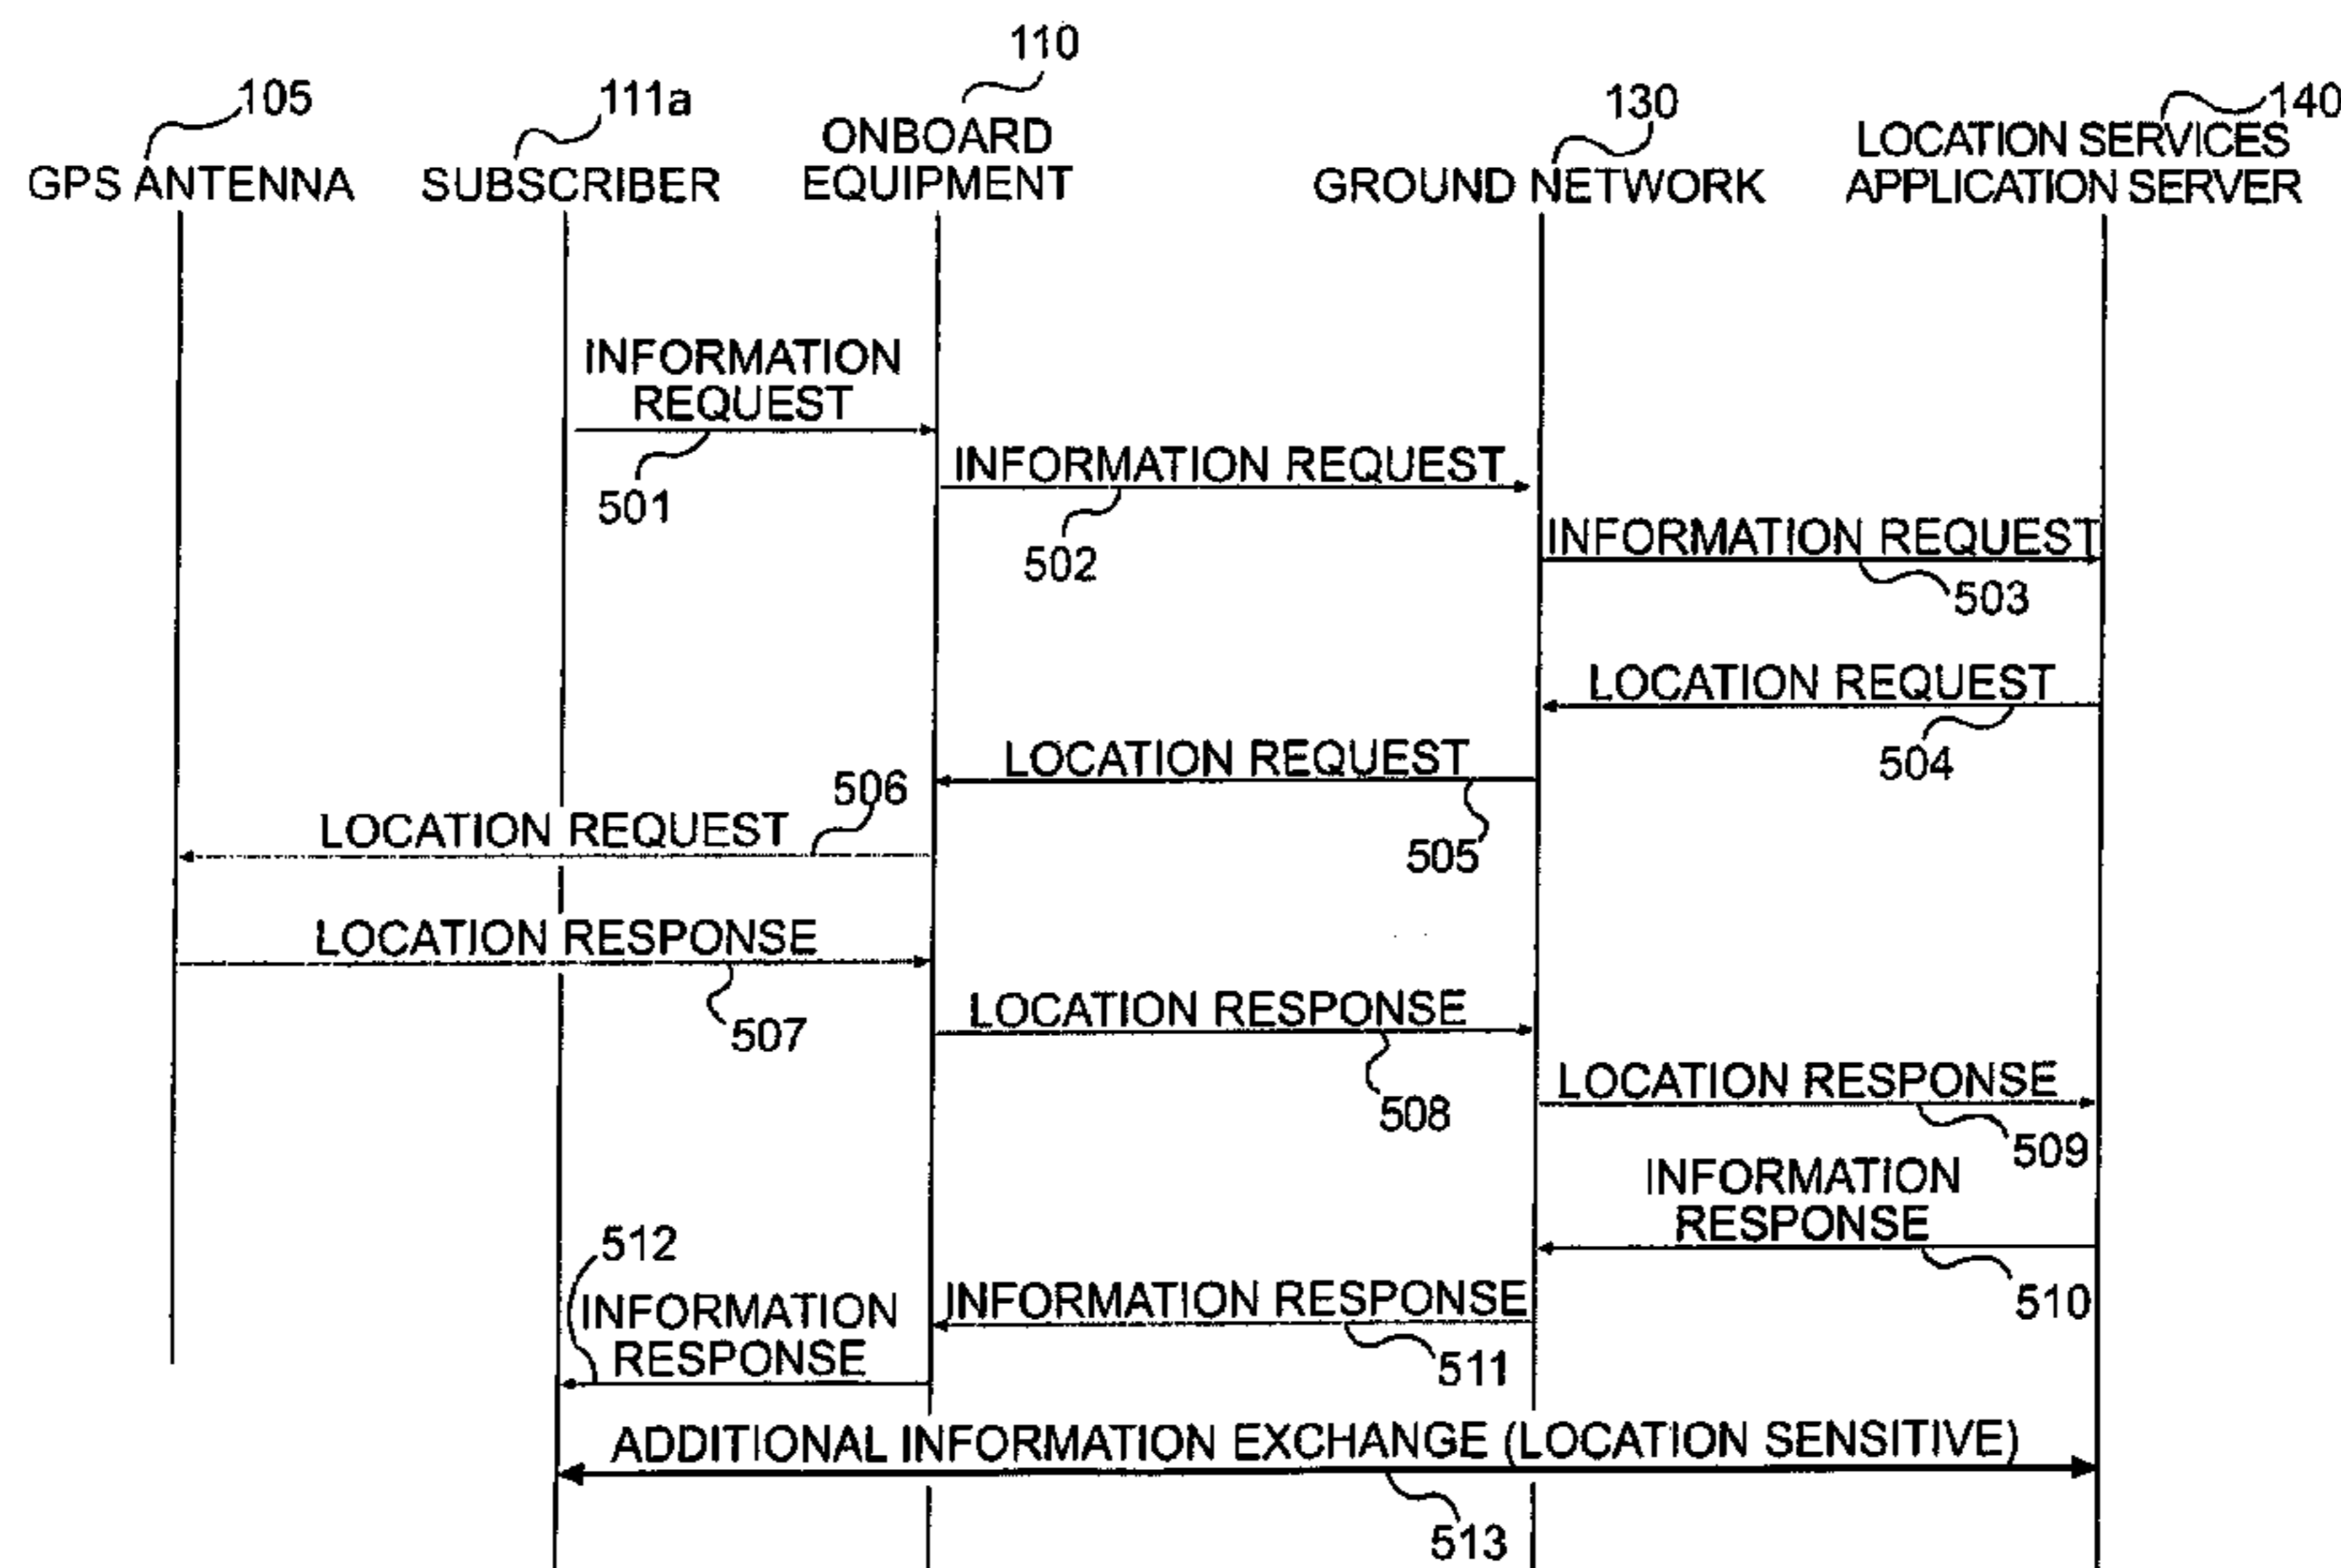 110
105
111a
130
140
GPS ANTENNA
SUBSCRIBER
ONBOARD
EQUIPMENT
GROUND NETWORK
LOCATION SERVICES
APPLICATION SERVER
INFORMATION
REQUEST
501
INFORMATION REQUEST
502
INFORMATION REQUEST
503
LOCATION REQUEST
504
LOCATION REQUEST
505
506
LOCATION REQUEST
LOCATION RESPONSE
507
LOCATION RESPONSE
508
LOCATION RESPONSE
509
INFORMATION
RESPONSE
510
INFORMATION RESPONSE
511
512
INFORMATION
RESPONSE
ADDITIONAL INFORMATION EXCHANGE (LOCATION SENSITIVE)
513